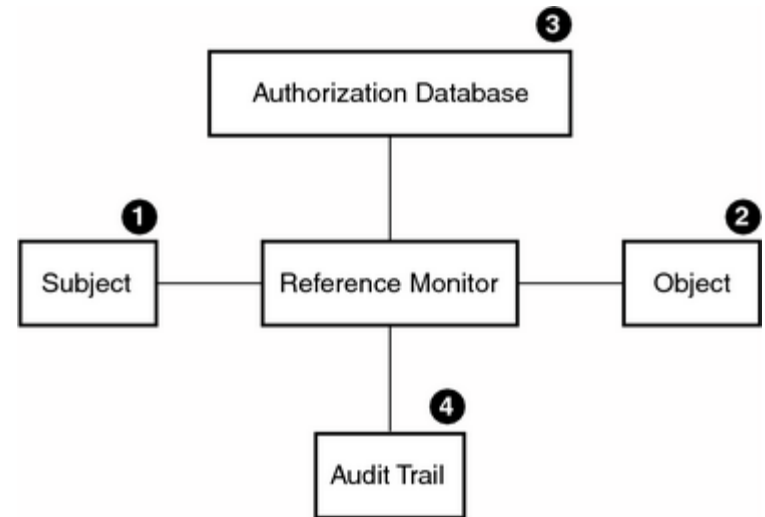 3
Authorization Database
1
2
Subject
Reference Monitor
Object
4
Audit Trail